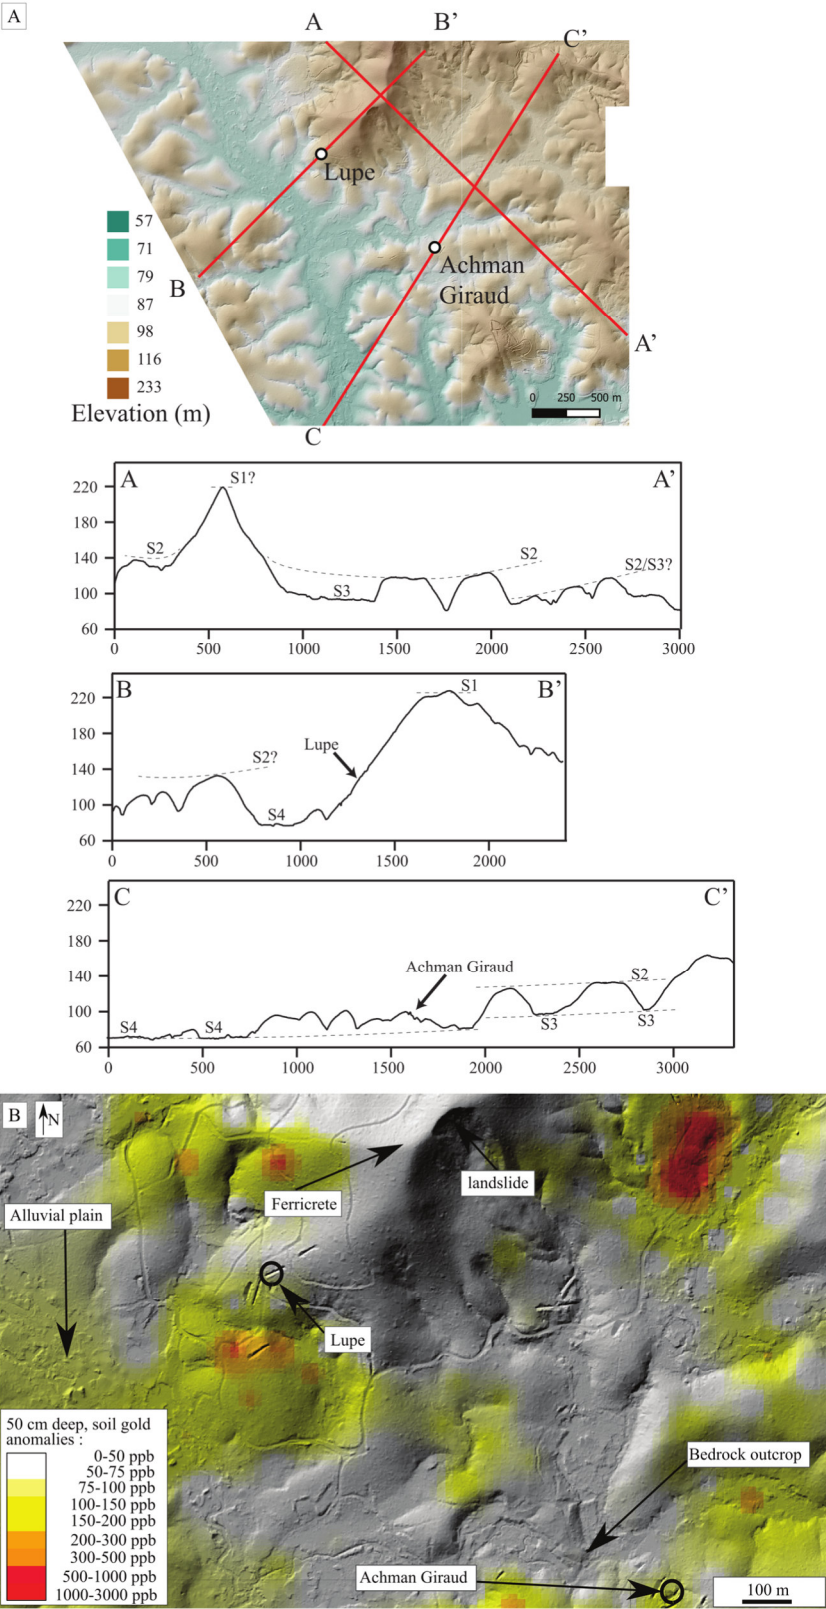 A
A
B’
C’
Lupe
Achman
Giraud
B
A’
C
57
71
79
87
98
116
233
Elevation (m)
0 250 500 m
A
A’
S1?
S2
S2
S2/S3?
S3
220
180
140
100
60
0 500 1000 1500 2000 2500 3000
B
B’
S1
Lupe
S2?
S4
220
180
140
100
60
0 500 1000 1500 2000
C
C’
Achman Giraud
S2
S4
S4
S3
S3
220
180
140
100
60
0 500 1000 1500 2000 2500 3000
B
N
landslide
Ferricrete
Alluvial plain
Lupe
50 cm deep, soil gold
anomalies :
0-50 ppb
50-75 ppb
75-100 ppb
100-150 ppb
150-200 ppb
200-300 ppb
300-500 ppb
500-1000 ppb
1000-3000 ppb
Bedrock outcrop
Achman Giraud
100 m